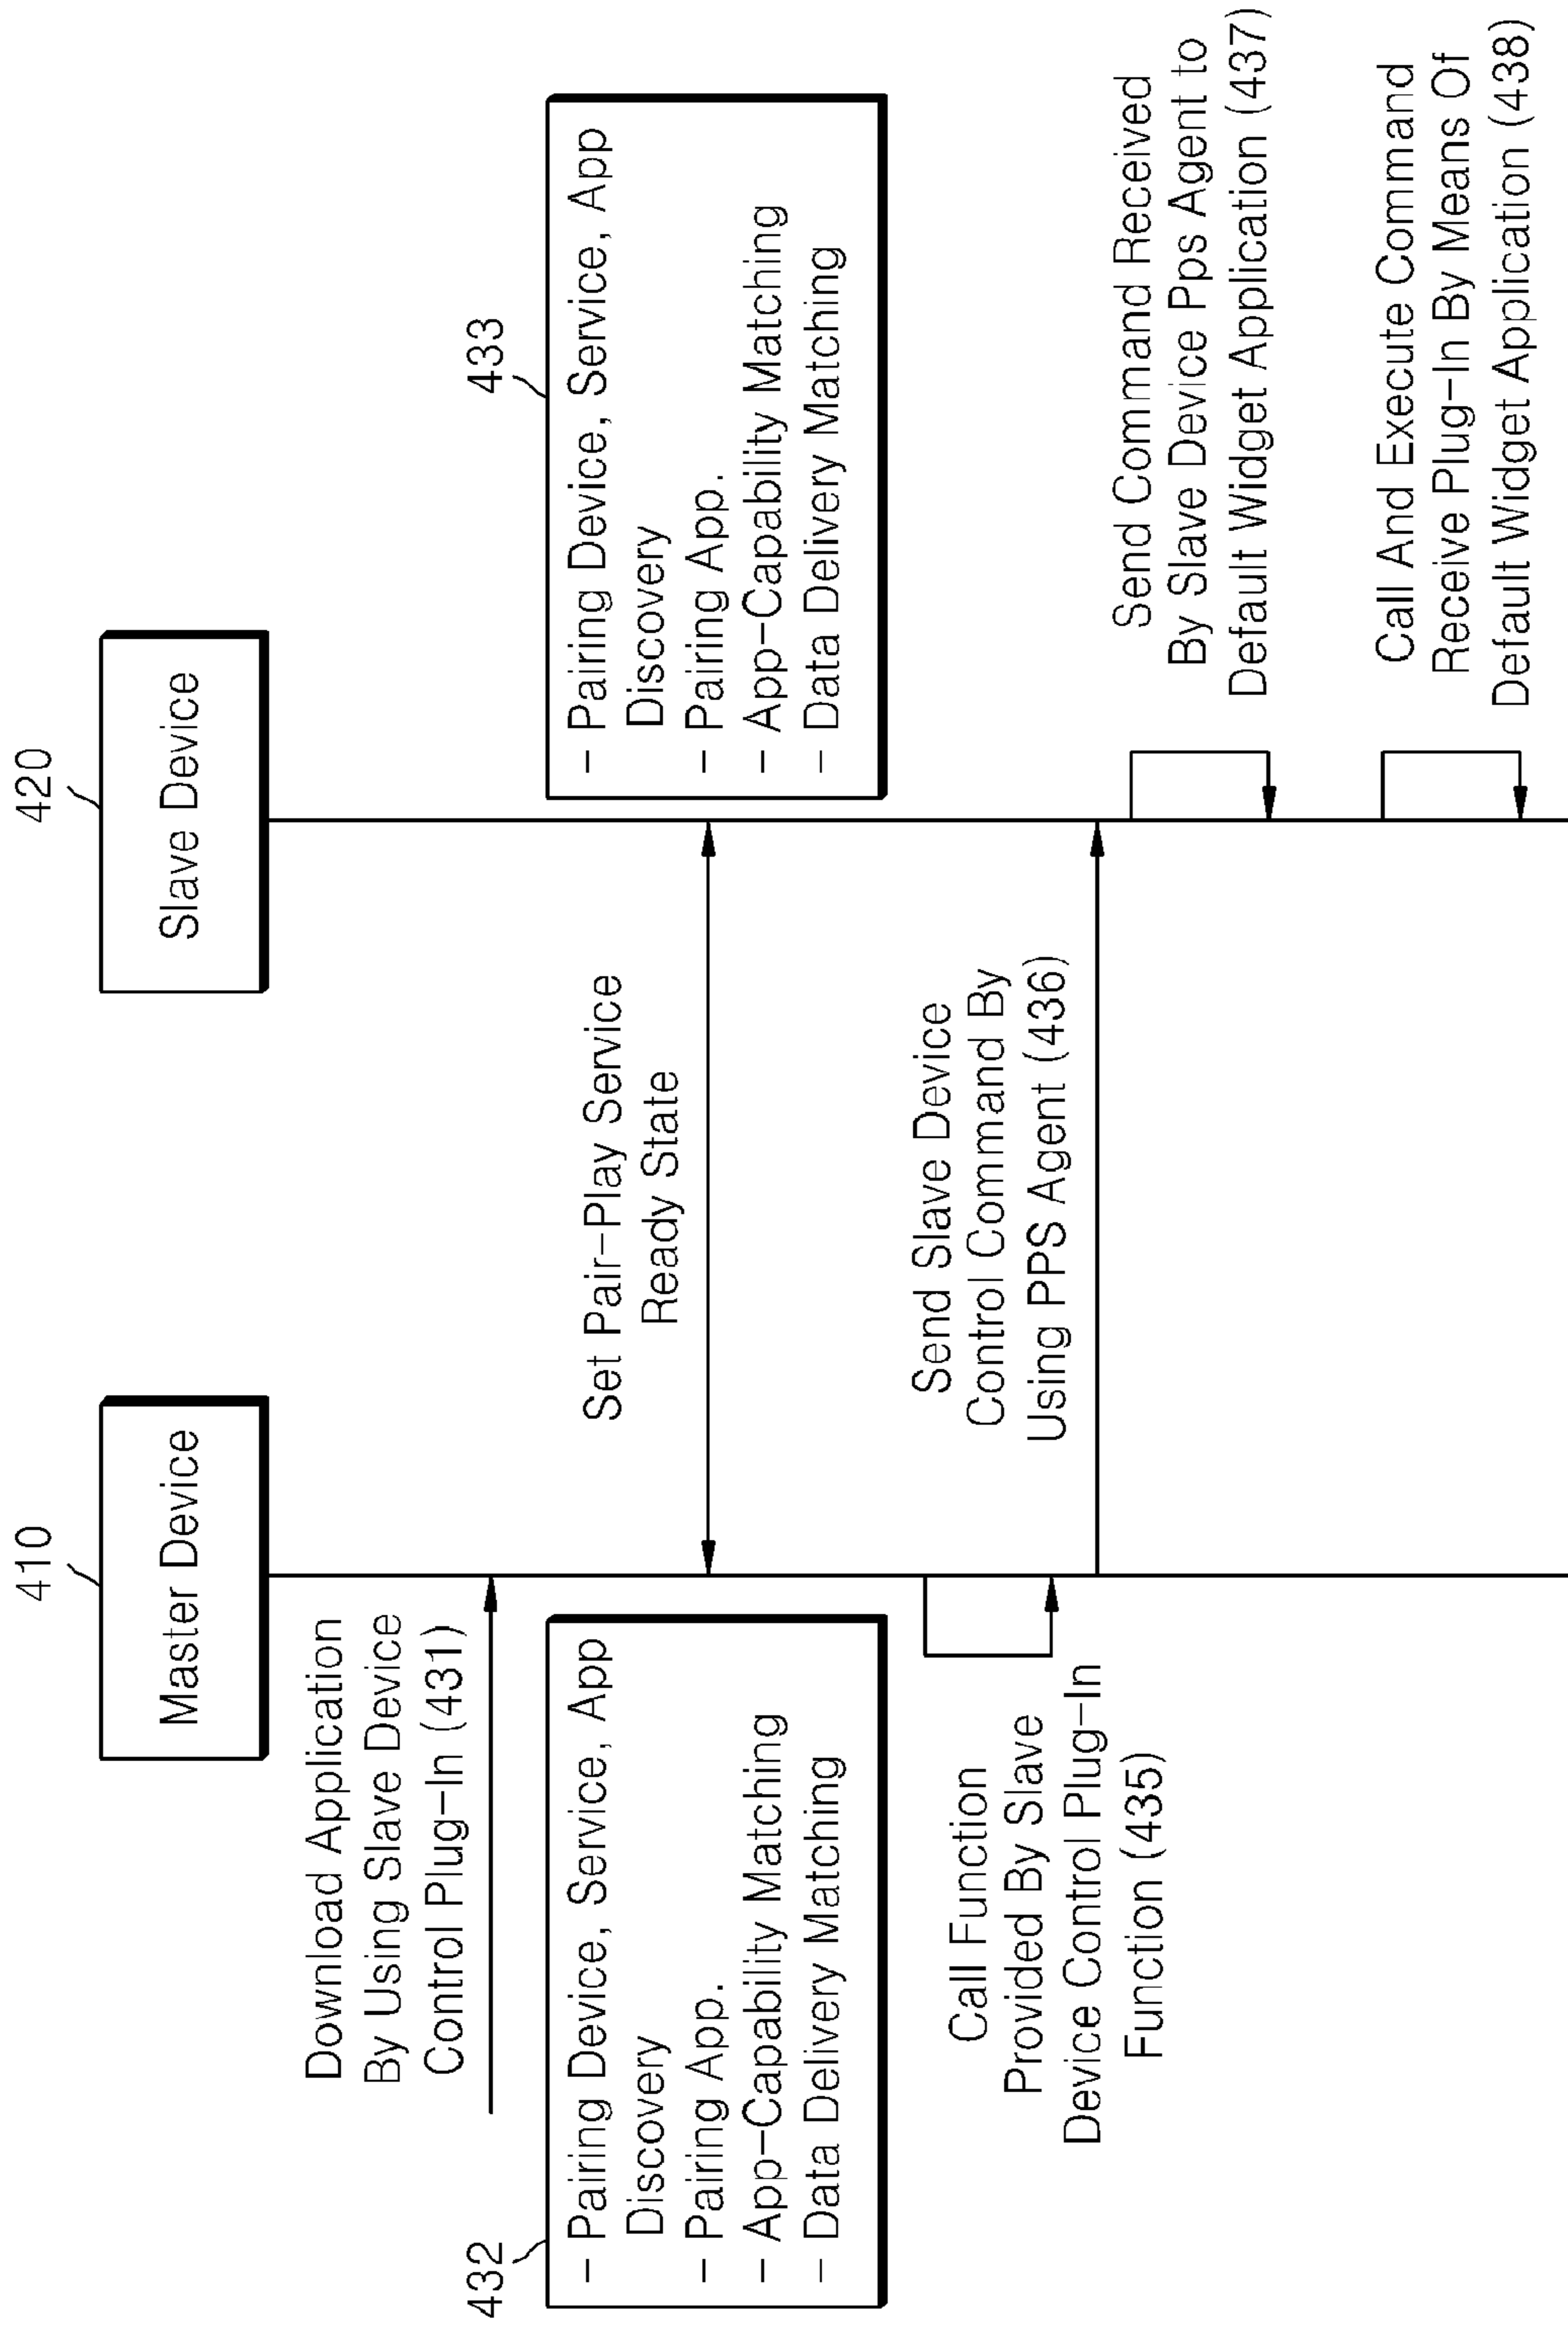 410
Master Device
420
Slave Device
Download Application
By Using Slave Device
Control Plug-In (431)
432
- Pairing Device, Service, App
Discovery
- Pairing App.
- App-Capability Matching
- Data Delivery Matching
Set Pair-Play Service
Ready State
433
- Pairing Device, Service, App
Discovery
- Pairing App.
- App-Capability Matching
- Data Delivery Matching
Call Function
Provided By Slave
Device Control Plug-In
Function (435)
Send Slave Device
Control Command By
Using PPS Agent (436)
Send Command Received
By Slave Device Pps Agent to
Default Widget Application (437)
Call And Execute Command
Receive Plug-In By Means Of
Default Widget Application (438)